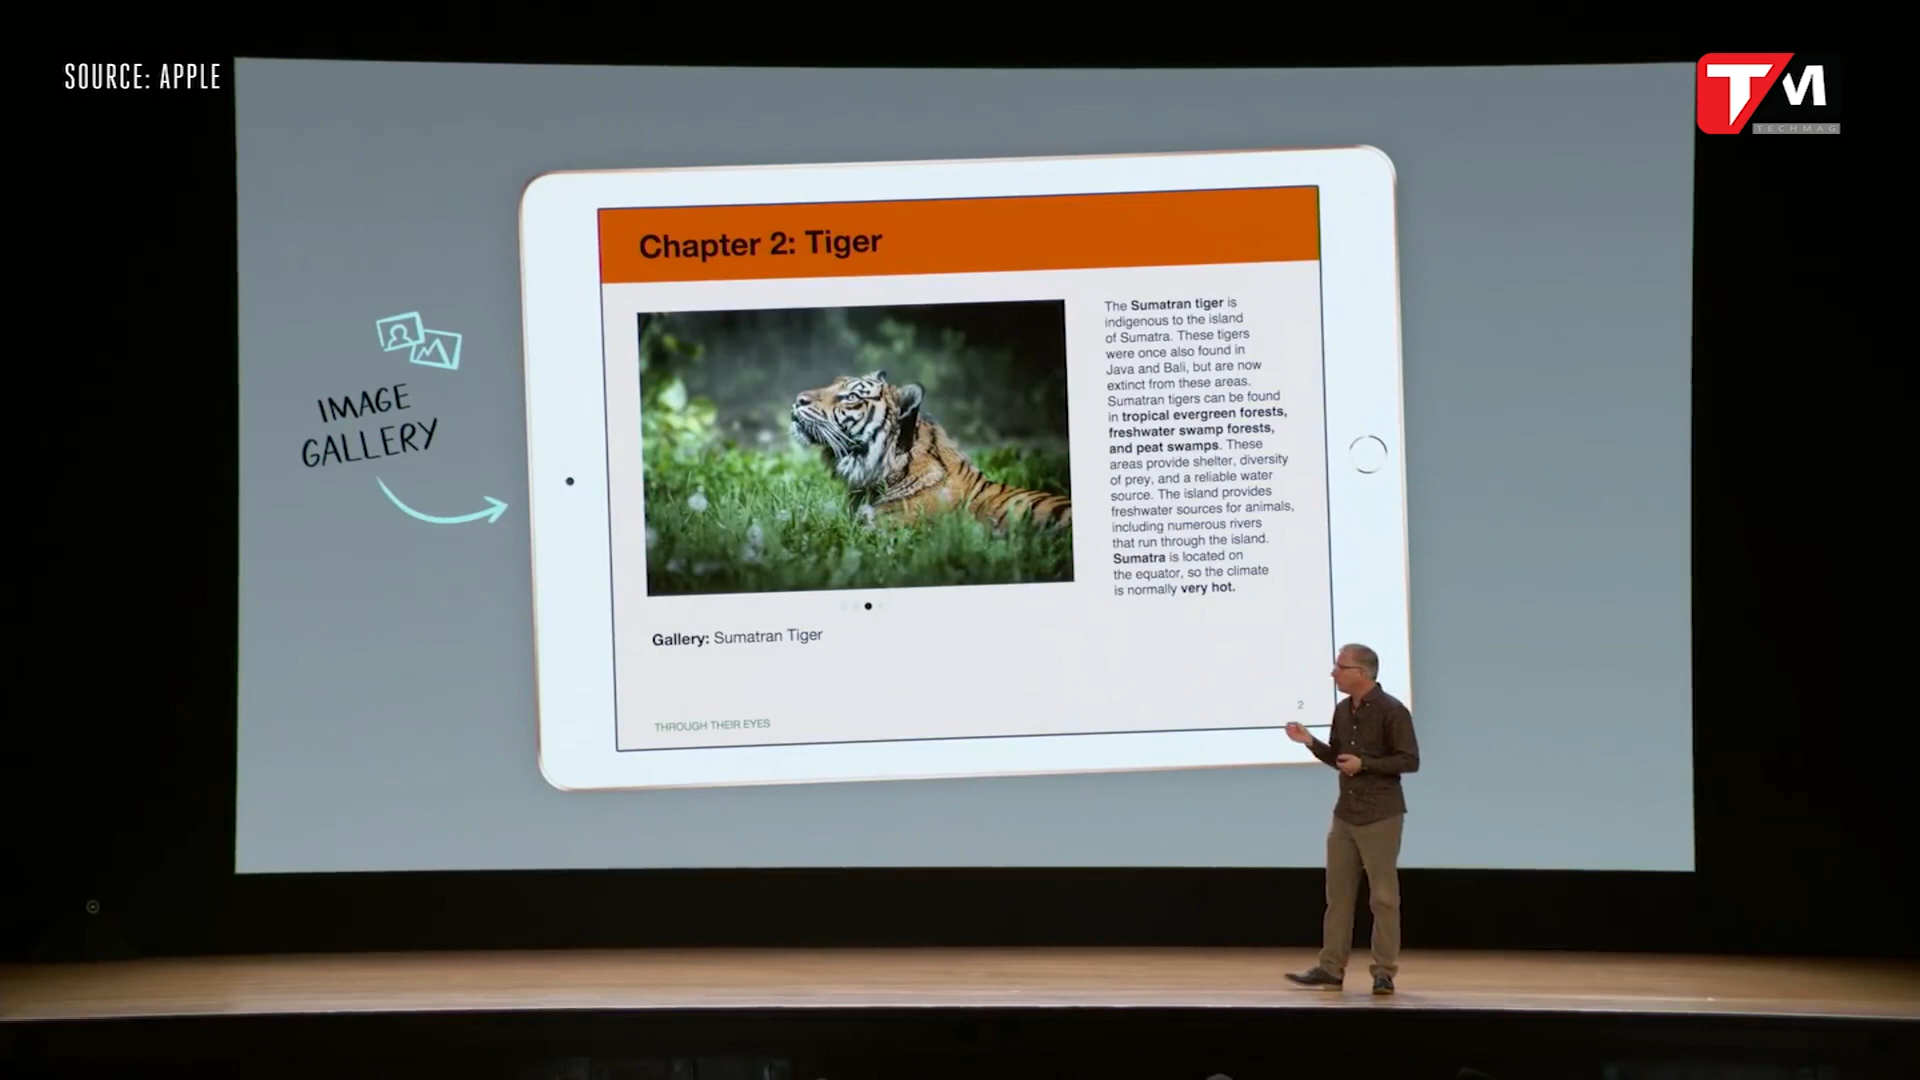 SOURCE: APPLE
TM
TECHMAG
IMAGE
GALLERY
Chapter 2: Tiger
The Sumatran tiger is
indigenous to the island
of Sumatra. These tigers
were once also found in
Java and Bali, but are now
extinct from these areas.
Sumatran tigers can be found
in tropical evergreen forests,
freshwater swamp forests,
and peat swamps. These
areas provide shelter, diversity
of prey, and a reliable water
source. The island provides
freshwater sources for animals,
including numerous rivers
that run through the island.
Sumatra is located on
the equator, so the climate
is normally very hot.
Gallery: Sumatran Tiger
THROUGH THEIR EYES
2